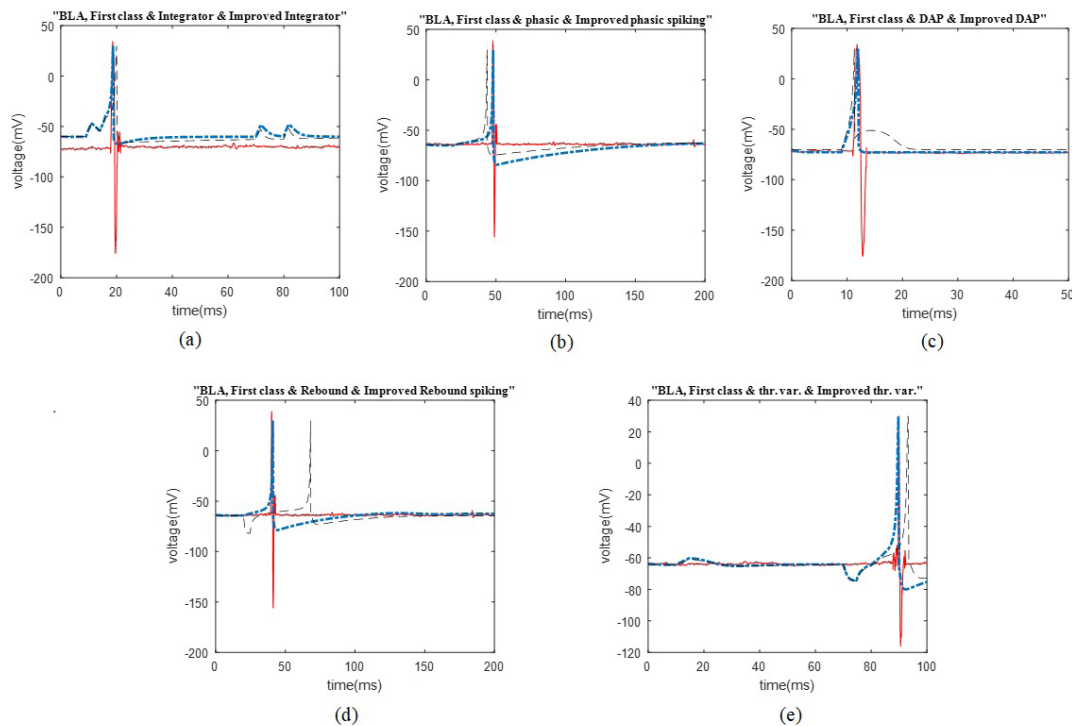 "BLA, First class & Integrator & Improved Integrator"
50
0
-50
-100
-150
-200
voltage(mV)
0 20 40 60 80 100
time(ms)
(a)
"BLA, First class & phasic & Improved phasic spiking"
50
0
-50
-100
-150
-200
voltage(mV)
0 50 100 150 200
time(ms)
(b)
"BLA, First class & DAP & Improved DAP"
50
0
-50
-100
-150
-200
voltage(mV)
0 10 20 30 40 50
time(ms)
(c)
"BLA, First class & Rebound & Improved Rebound spiking"
50
0
-50
-100
-150
-200
voltage(mV)
0 50 100 150 200
time(ms)
(d)
"BLA, First class & thr. var. & Improved thr. var."
40
20
0
-20
-40
-60
-80
-100
-120
voltage(mV)
0 20 40 60 80 100
time(ms)
(e)